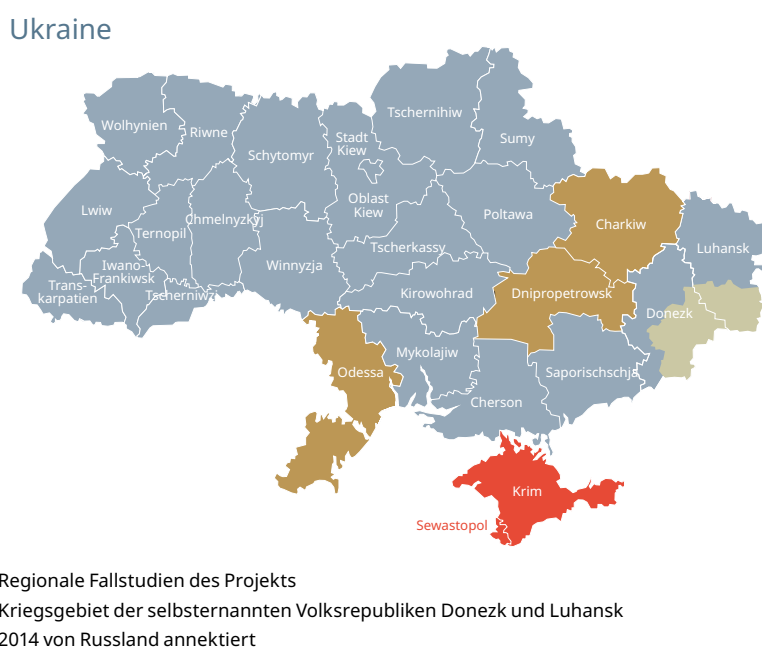 Ukraine
Wolhynien
Riwne
Schytomyr
Stadt
Kiew
Tschernihiw
Sumy
Lwiw
Ternopil
Chmelnyzkyj
Oblast
Kiew
Poltawa
Charkiw
Luhansk
Trans-
karpatien
Iwano-
Frankiwsk
Tscherniwzi
Winnyzja
Tscherkassy
Kirowohrad
Dnipropetrowsk
Donezk
Odessa
Mykolajiw
Saporischschja
Cherson
Krim
Sewastopol
Regionale Fallstudien des Projekts
Kriegsgebiet der selbsternannten Volksrepubliken Donezk und Luhansk
2014 von Russland annektiert